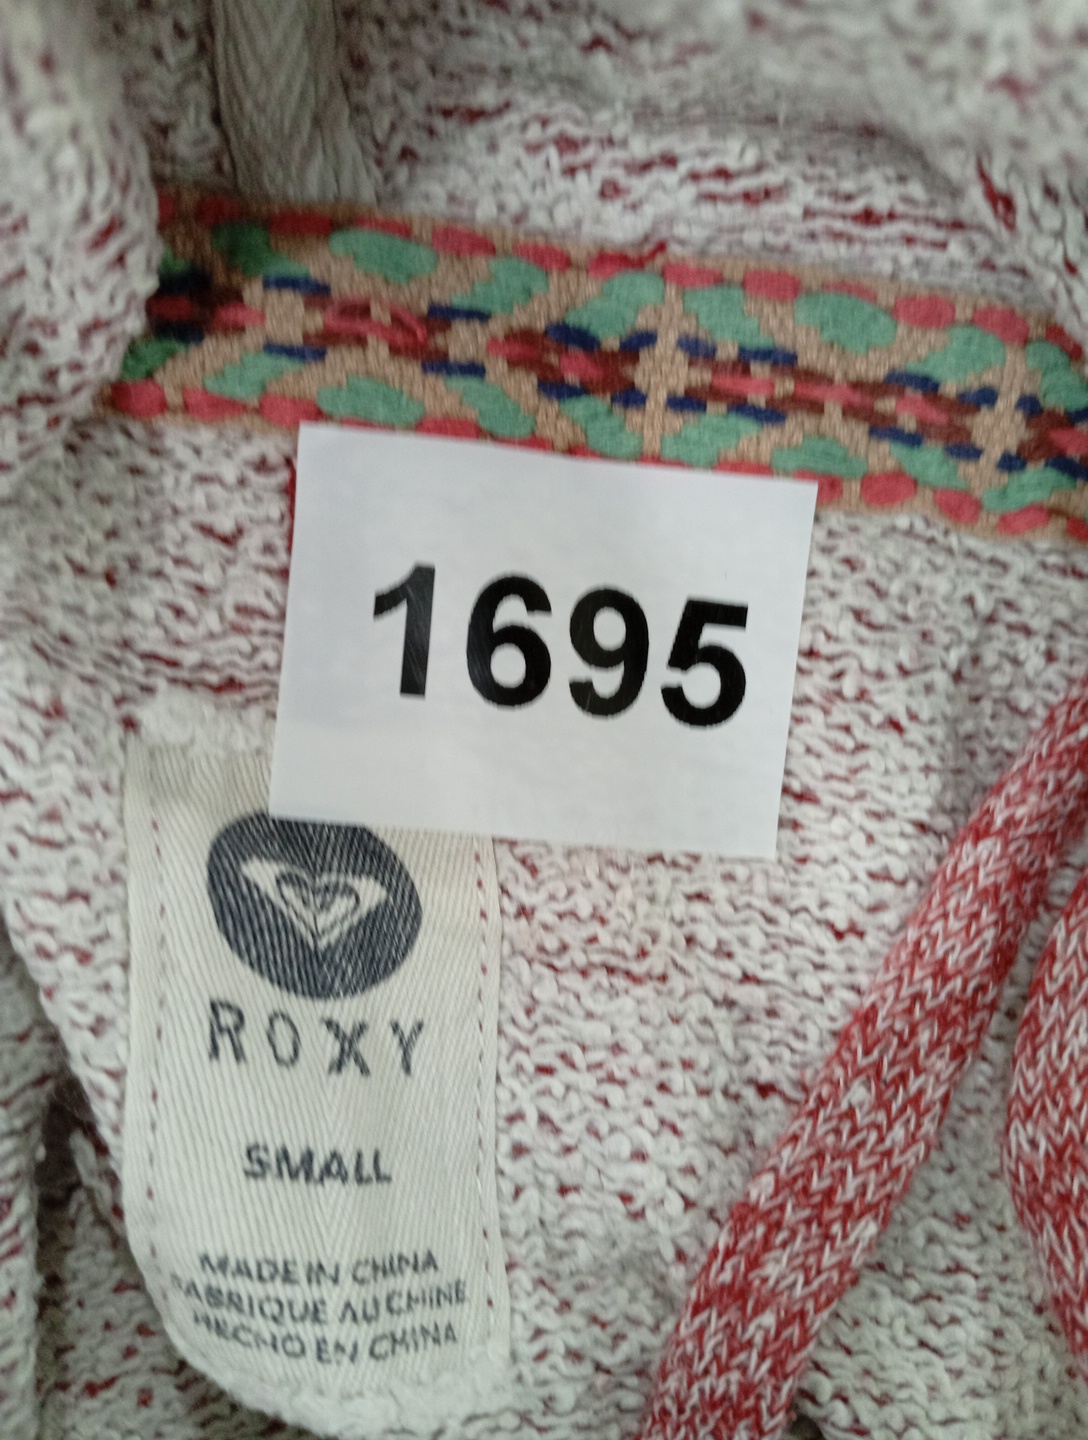 1695
ROXY
SMALL
MADE IN CHINA
FABRIQUE AU CHINE
HECHO EN CHINA